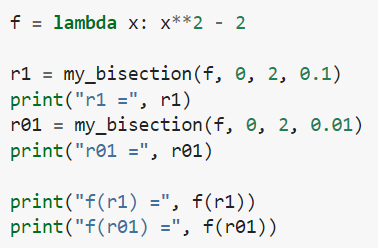 f = lambda x: x**2 - 2
r1 = my_bisection(f, 0, 2, 0.1)
print("r1 =", r1)
r01 = my_bisection(f, 0, 2, 0.01)
print("r01 =", r01)
print("f(r1) =", f(r1))
print("f(r01) =", f(r01))